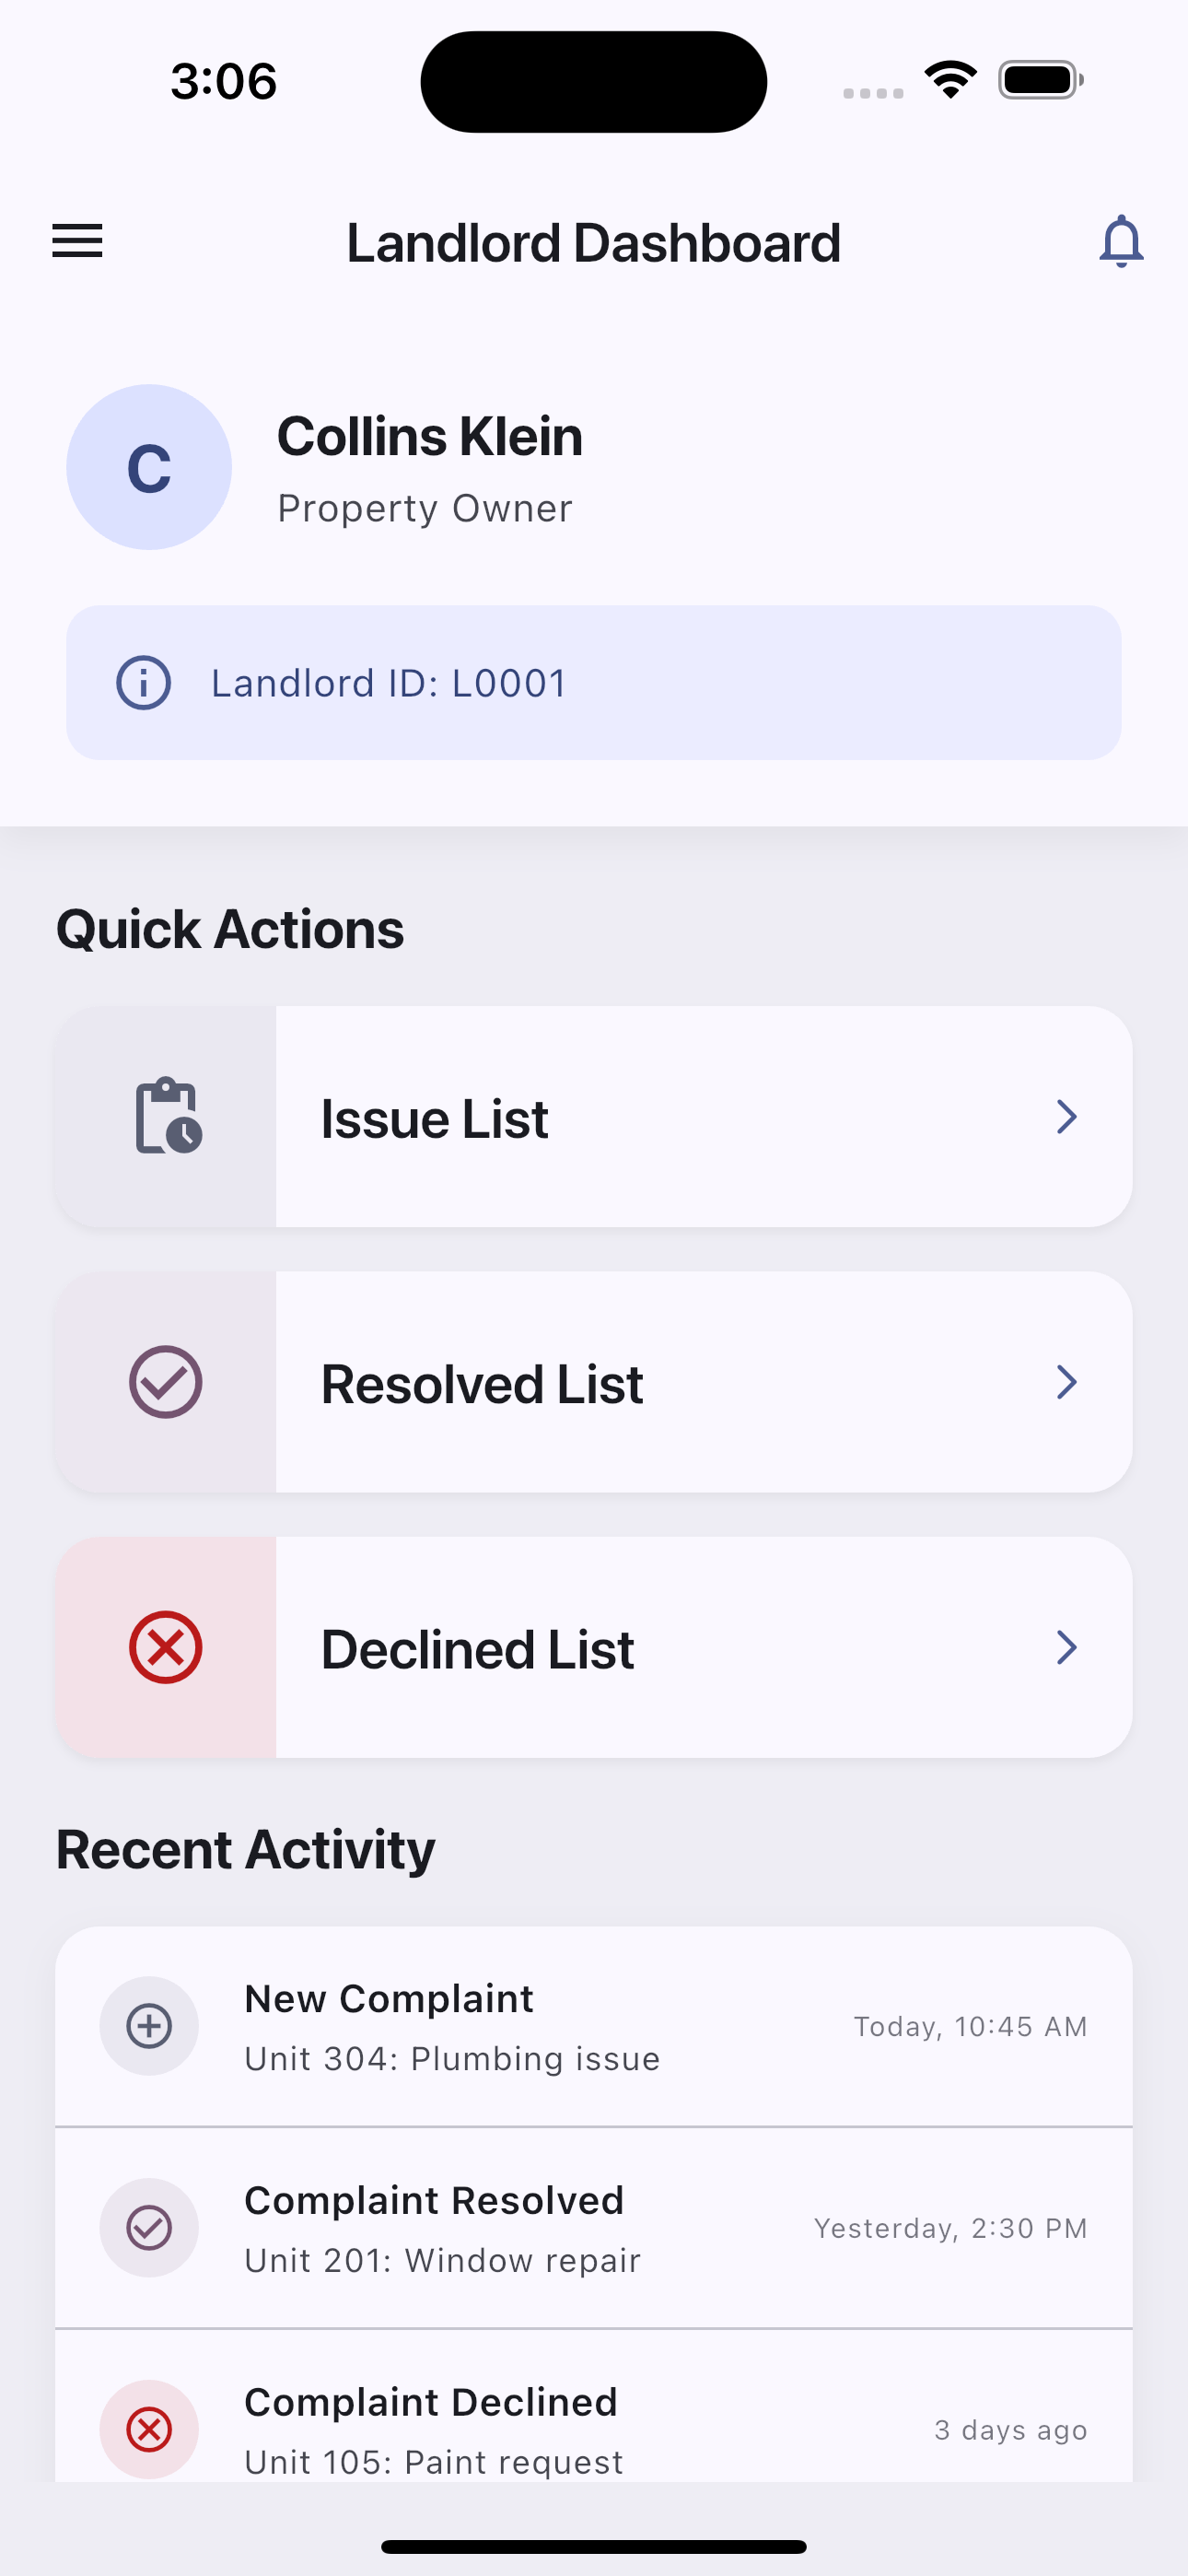 3:06
Landlord Dashboard
C
Collins Klein
Property Owner
Landlord ID: L0001
Quick Actions
Issue List
Resolved List
Declined List
Recent Activity
New Complaint
Unit 304: Plumbing issue
Today, 10:45 AM
Complaint Resolved
Unit 201: Window repair
Yesterday, 2:30 PM
Complaint Declined
Unit 105: Paint request
3 days ago